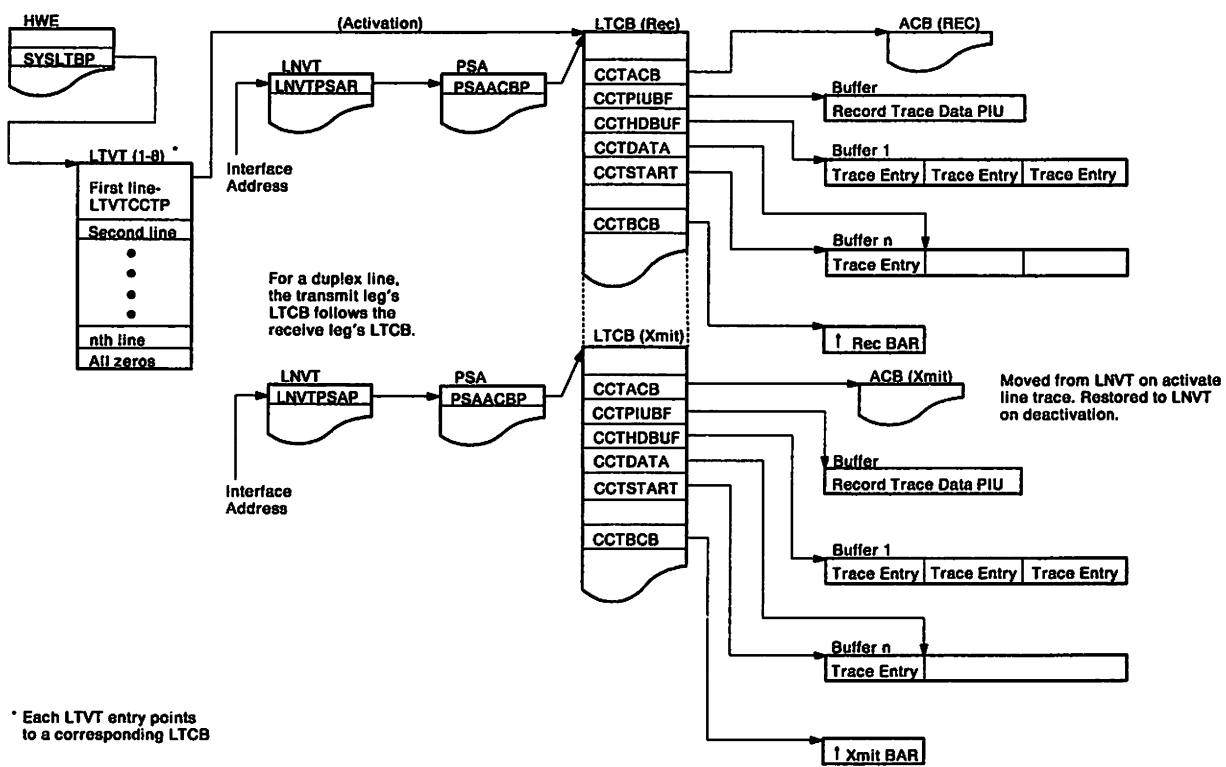 HWE
SYSLTBP
(Activation)
LTVT (1-8) *
First line-
LTVTCCTP
Second line
nth line
All zeros
LNVT
LNVTPSAR
Interface
Address
PSA
PSAACBP
LTCB (Rec)
CCTACB
CCTPIUBF
CCTHDBUF
CCTDATA
CCTSTART
CCTBCB
ACB (REC)
Buffer
Record Trace Data PIU
Buffer 1
Trace Entry Trace Entry Trace Entry
Buffer n
Trace Entry
↑ Rec BAR
For a duplex line,
the transmit leg's
LTCB follows the
receive leg's LTCB.
LNVT
LNVTPSAP
Interface
Address
PSA
PSAACBP
LTCB (Xmit)
CCTACB
CCTPIUBF
CCTHDBUF
CCTDATA
CCTSTART
CCTBCB
ACB (Xmit)
Moved from LNVT on activate
line trace. Restored to LNVT
on deactivation.
Buffer
Record Trace Data PIU
Buffer 1
Trace Entry Trace Entry Trace Entry
Buffer n
Trace Entry
↑ Xmit BAR
* Each LTVT entry points
to a corresponding LTCB